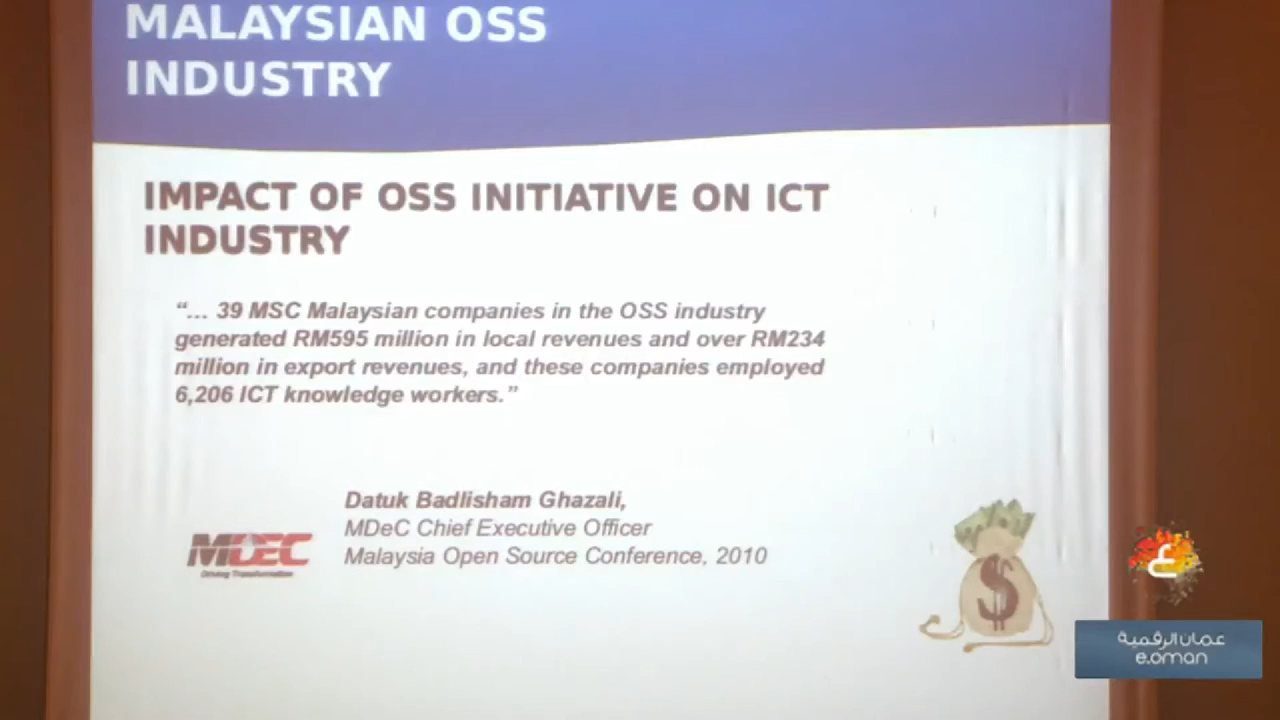 MALAYSIAN OSS
INDUSTRY
IMPACT OF OSS INITIATIVE ON ICT
INDUSTRY
“... 39 MSC Malaysian companies in the OSS industry
generated RM595 million in local revenues and over RM234
million in export revenues, and these companies employed
6,206 ICT knowledge workers.”
Datuk Badlisham Ghazali,
MDeC Chief Executive Officer
Malaysia Open Source Conference, 2010
MDEC
Driving Transformation
$
ع
عمان الرقمية
e.oman